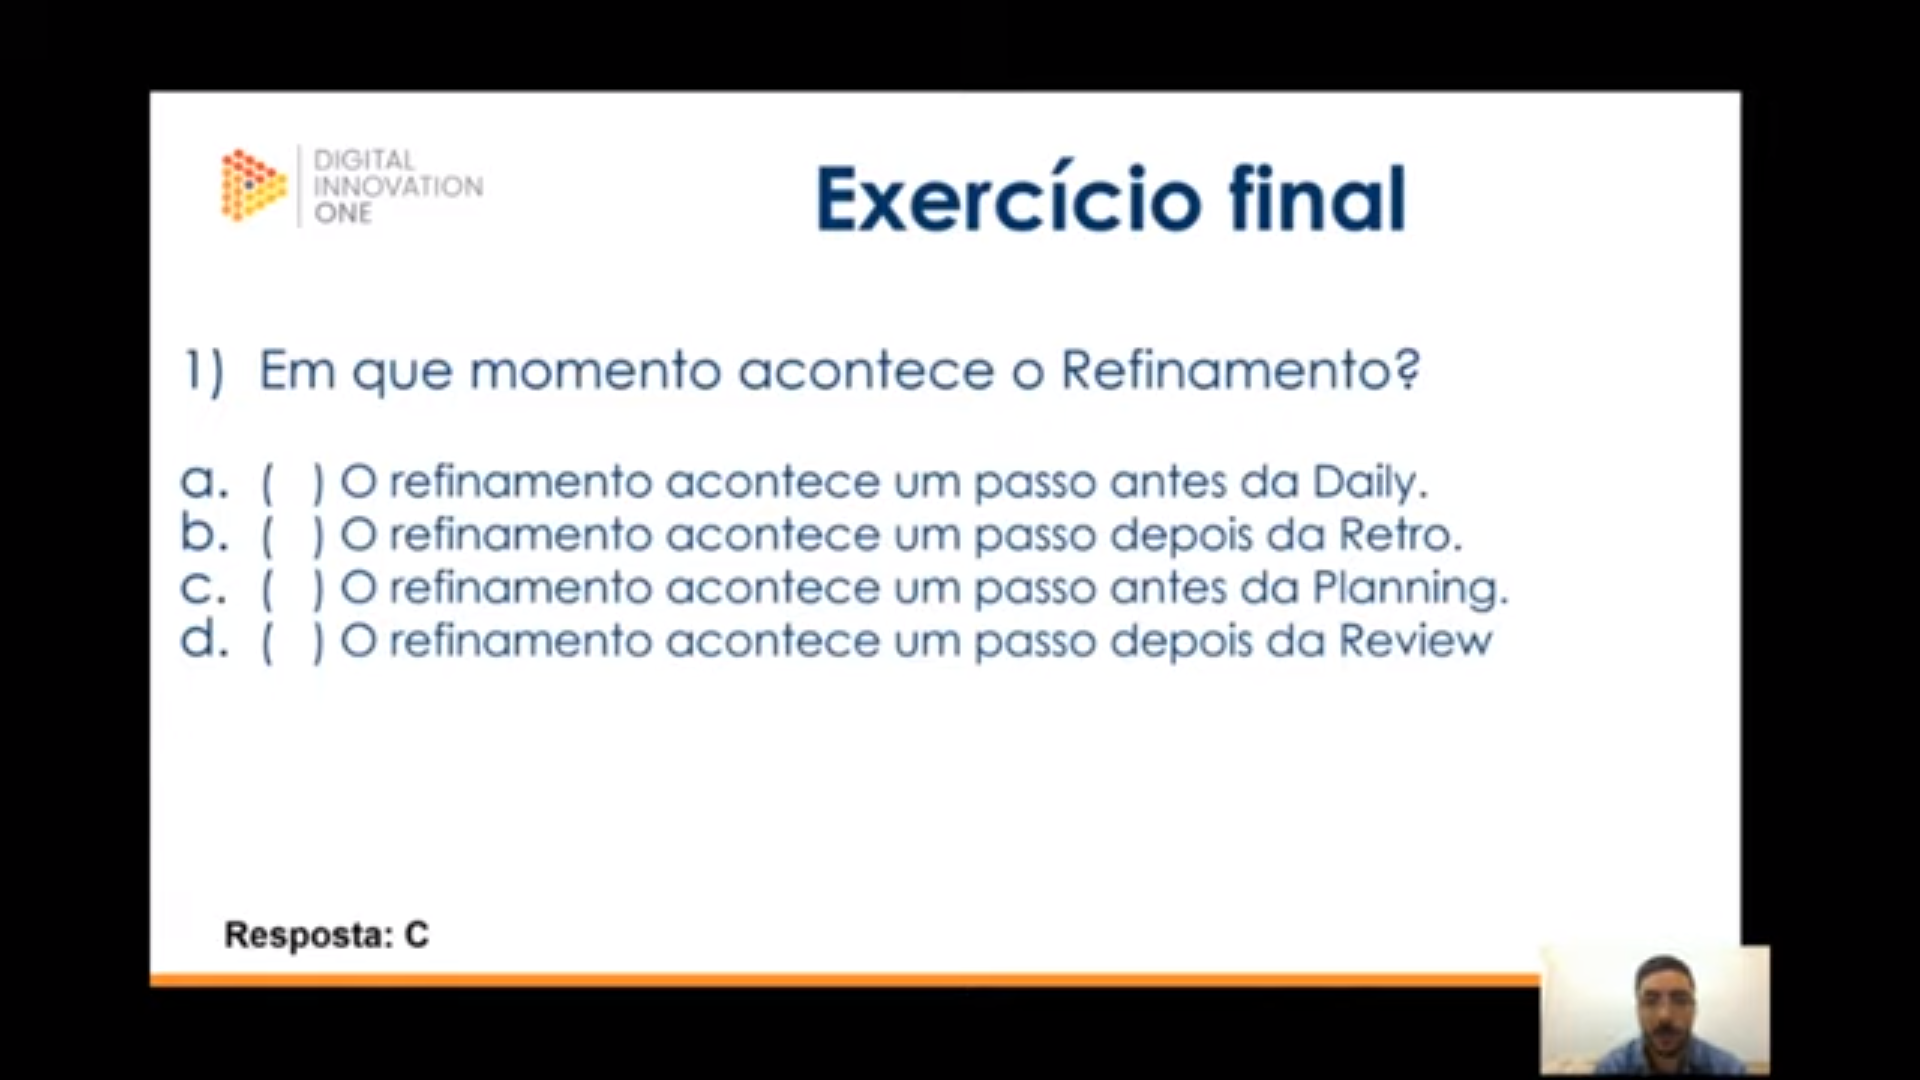 DIGITAL
INNOVATION
ONE
Exercício final
1) Em que momento acontece o Refinamento?
a. ( ) O refinamento acontece um passo antes da Daily.
b. ( ) O refinamento acontece um passo depois da Retro.
c. ( ) O refinamento acontece um passo antes da Planning.
d. ( ) O refinamento acontece um passo depois da Review
Resposta: C